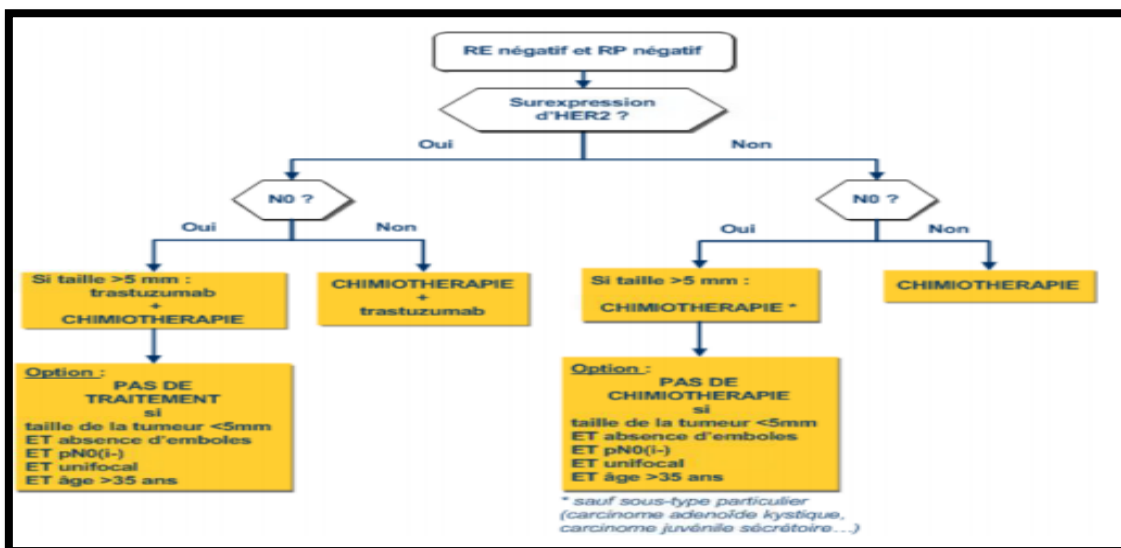 RE négatif et RP négatif
Surexpression
d'HER2 ?
Oui
Non
N0 ?
N0 ?
Oui
Non
Oui
Non
Si taille >5 mm :
trastuzumab
+
CHIMIOTHERAPIE
CHIMIOTHERAPIE
+
trastuzumab
Si taille >5 mm :
CHIMIOTHERAPIE *
CHIMIOTHERAPIE
Option :
PAS DE
TRAITEMENT
si
taille de la tumeur <5mm
ET absence d'emboles
ET pN0(i-)
ET unifocal
ET âge >35 ans
Option :
PAS DE
CHIMIOTHERAPIE
si
taille de la tumeur <5mm
ET absence d'emboles
ET pN0(i-)
ET unifocal
ET âge >35 ans
* sauf sous-type particulier
(carcinome adenoïde kystique,
carcinome juvénile sécrétoire...)